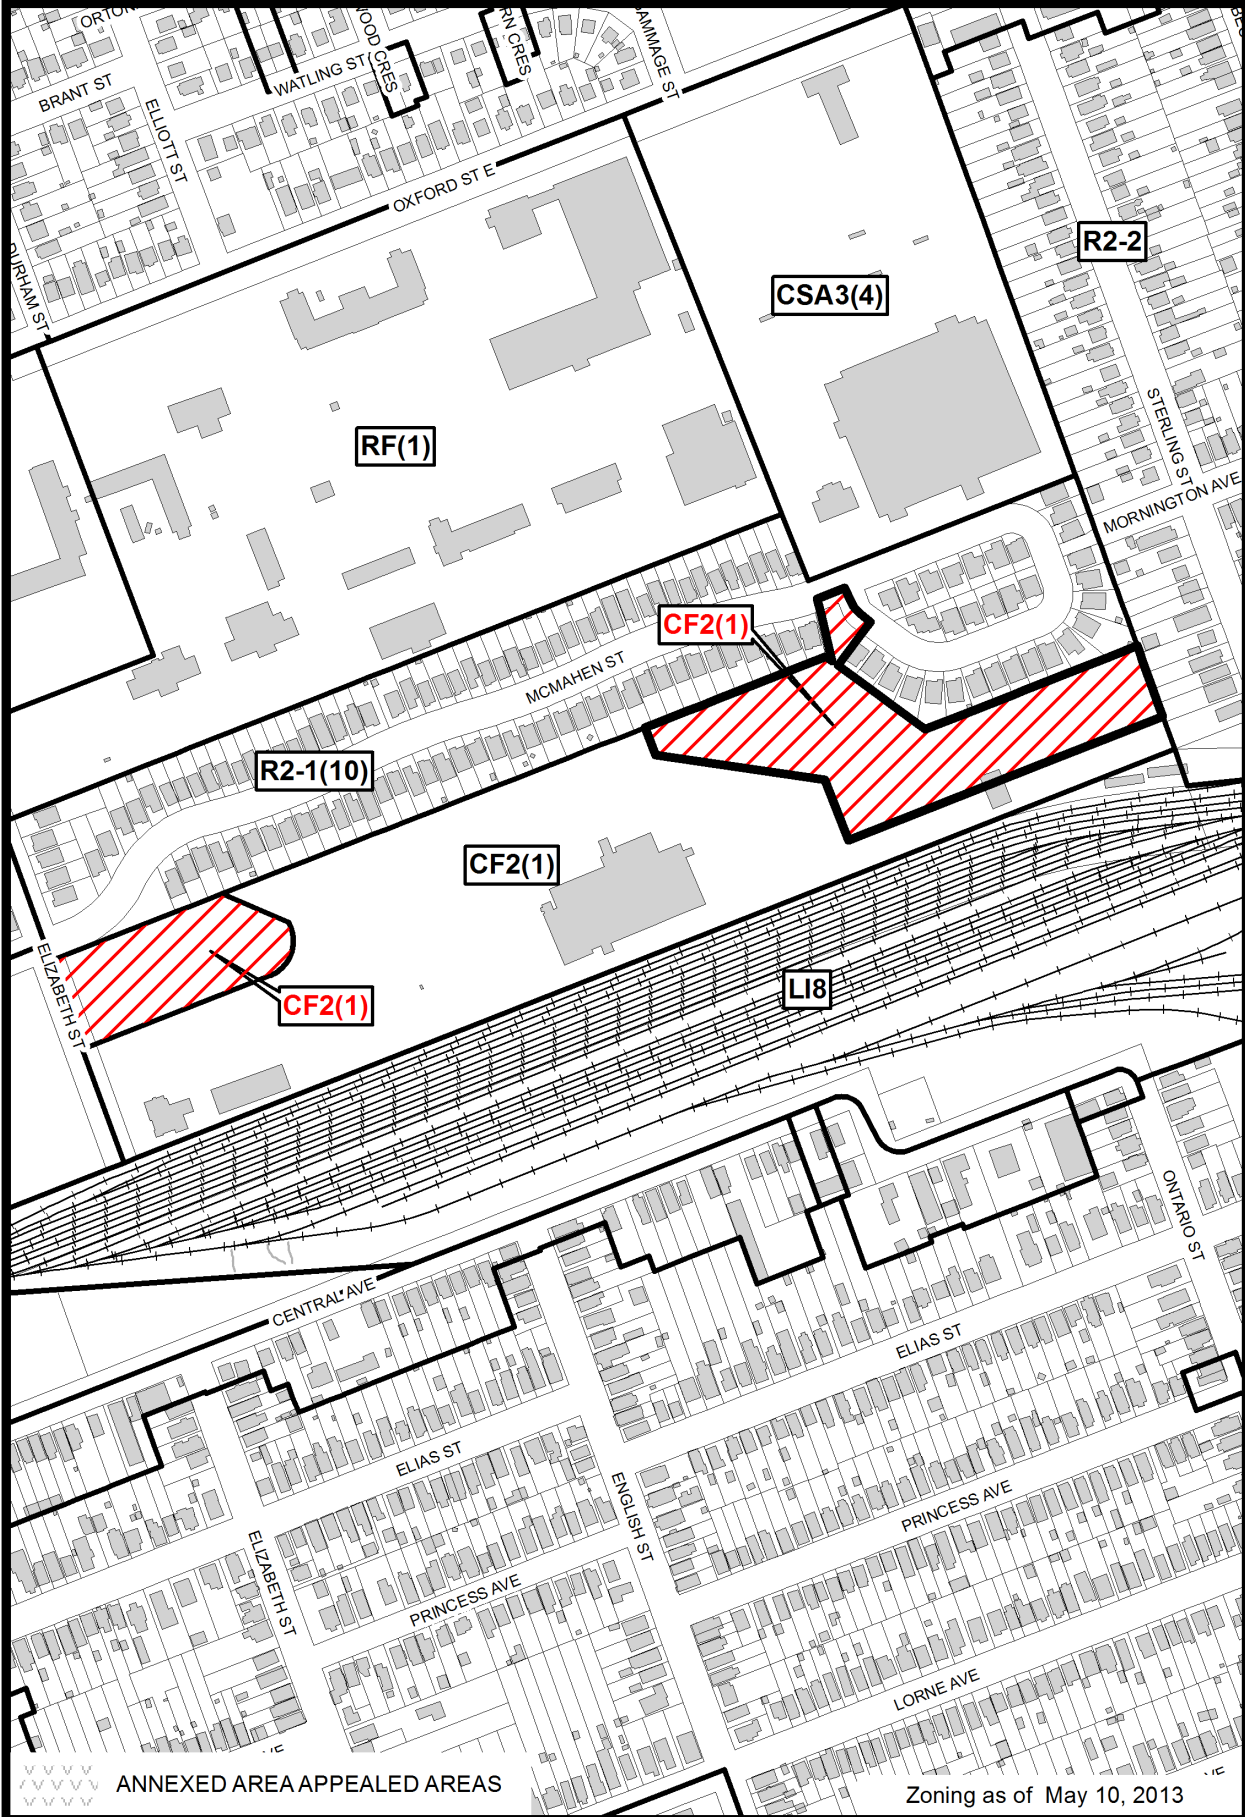 BRANT ST
ELLIOTT ST
WATLING ST
GAMMAGE ST
OXFORD ST E
DURHAM ST
R2-2
CSA3(4)
RF(1)
STERLING ST
MORNINGTON AVE
CF2(1)
MCMAHEN ST
R2-1(10)
CF2(1)
ELIZABETH ST
CF2(1)
LI8
ONTARIO ST
CENTRAL AVE
ELIAS ST
ELIAS ST
ENGLISH ST
PRINCESS AVE
ELIZABETH ST
PRINCESS AVE
LORNE AVE
ANNEXED AREA APPEALED AREAS
Zoning as of May 10, 2013